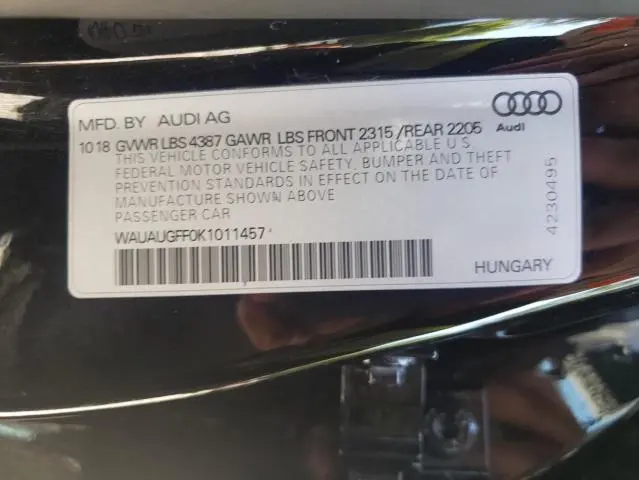 MFD. BY AUDI AG
1018 GVWR LBS 4387 GAWR LBS FRONT 2315 /REAR 2205
THIS VEHICLE CONFORMS TO ALL APPLICABLE U S
FEDERAL MOTOR VEHICLE SAFETY, BUMPER AND THEFT
PREVENTION STANDARDS IN EFFECT ON THE DATE OF
MANUFACTURE SHOWN ABOVE
PASSENGER CAR
WAUAUGFF0K1011457
HUNGARY
Audi
4230495